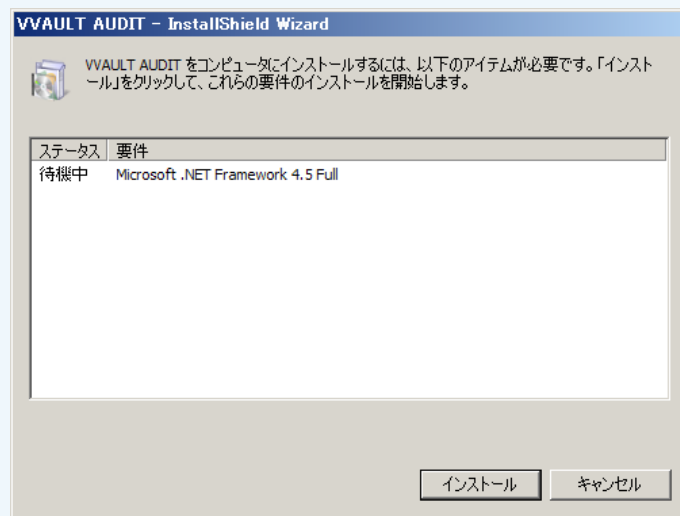 VVAULT AUDIT - InstallShield Wizard
VVAULT AUDIT をコンピュータにインストールするには、以下のアイテムが必要です。「インスト
ール」をクリックして、これらの要件のインストールを開始します。
ステータス 要件
待機中 Microsoft .NET Framework 4.5 Full
インストール キャンセル